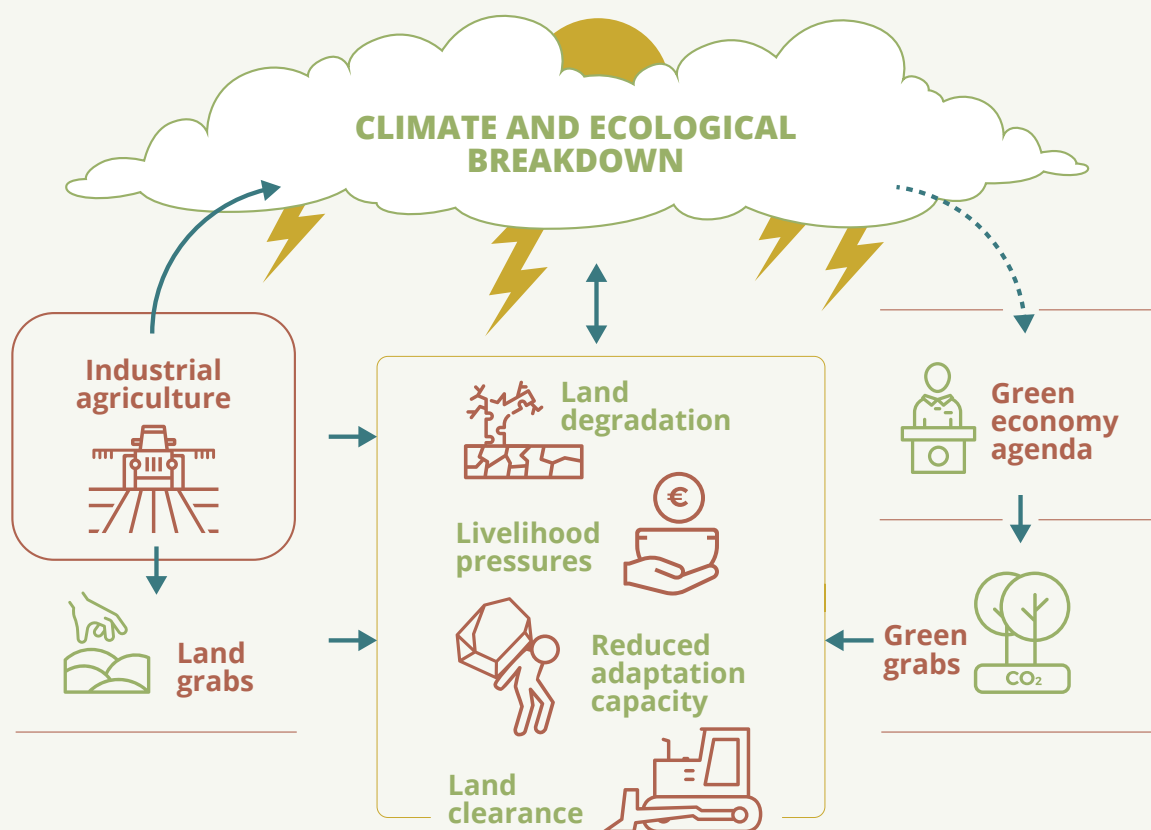 CLIMATE AND ECOLOGICAL
BREAKDOWN
Industrial
agriculture
Land
grabs
Land
degradation
€
Livelihood
pressures
Reduced
adaptation
capacity
Land
clearance
Green
economy
agenda
Green
grabs
CO₂